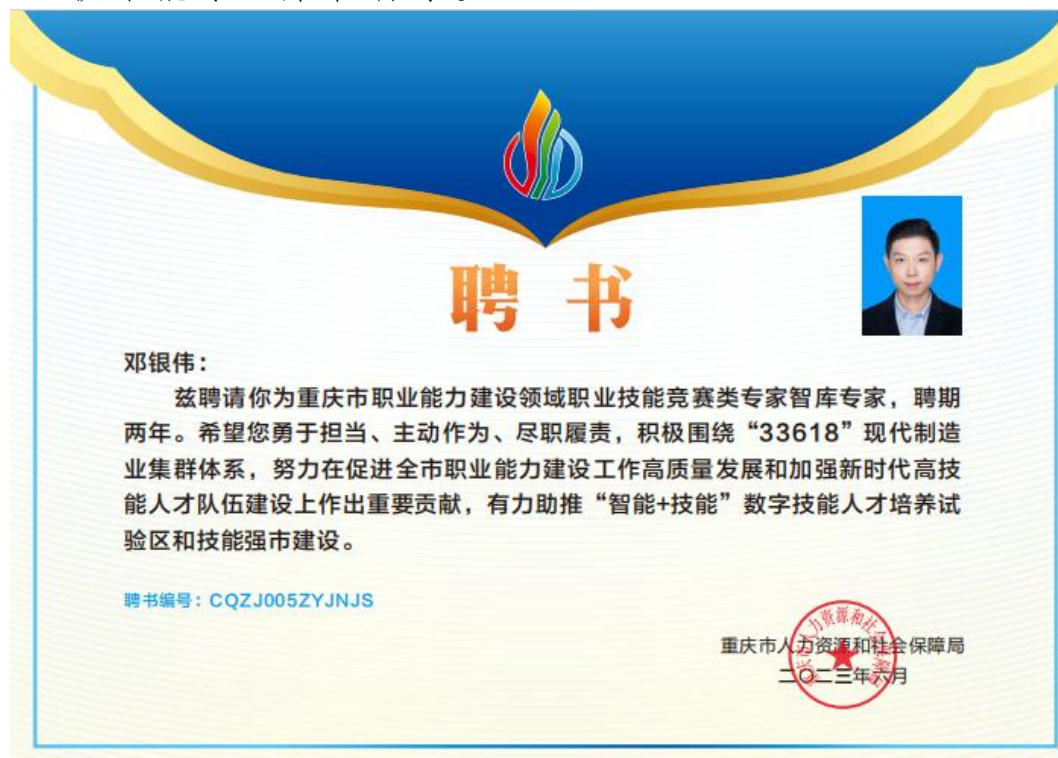 聘 书
邓银伟：
兹聘请你为重庆市职业能力建设领域职业技能竞赛类专家智库专家，聘期
两年。希望您勇于担当、主动作为、尽职履责，积极围绕“33618”现代制造
业集群体系，努力在促进全市职业能力建设工作高质量发展和加强新时代高技
能人才队伍建设上作出重要贡献，有力助推“智能+技能”数字技能人才培养试
验区和技能强市建设。
聘书编号：CQZJ005ZYJNJS
重庆市人力资源和社会保障局
二〇二三年六月